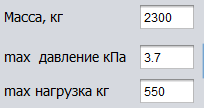 Масса, кг 2300
max давление кПа 3.7
max нагрузка кг 550